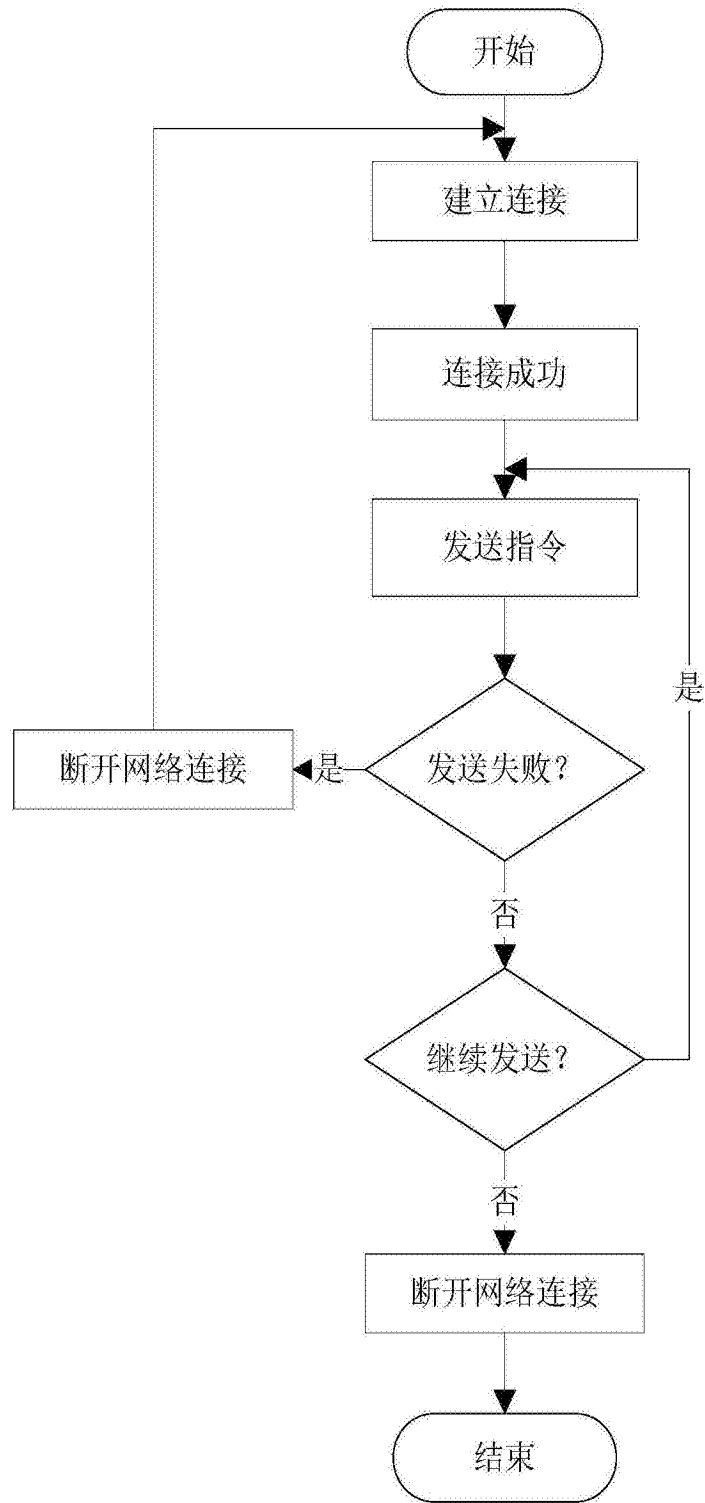 开始
建立连接
连接成功
发送指令
是
断开网络连接
是
发送失败？
否
继续发送？
否
断开网络连接
结束